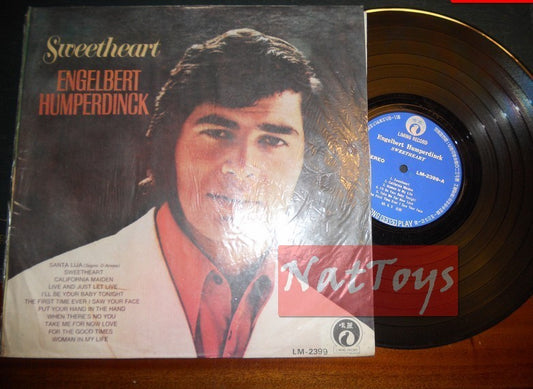 Sweetheart
ENGELBERT
HUMPERDINCK
SANTA LIJA (Sogno D'Amore)
SWEETHEART
CALIFORNIA MAIDEN
LIVE AND JUST LET LIVE
I'LL BE YOUR BABY TONIGHT
THE FIRST TIME EVER I SAW YOUR FACE
PUT YOUR HAND IN THE HAND
WHEN THERE'S NO YOU
TAKE ME FOR NOW LOVE
FOR THE GOOD TIMES
WOMAN IN MY LIFE
LM-2399
NatToys
LIMING RECORD
Engelbert Humperdinck
SWEETHEART
STEREO
LM-2399-A